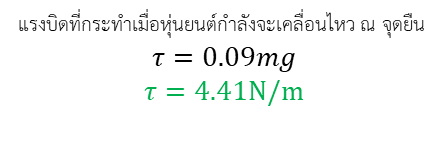 แรงบิดที่กระทำเมื่อหุ่นยนต์กำลังจะเคลื่อนไหว ณ จุดยืน
τ = 0.09mg
τ = 4.41N/m